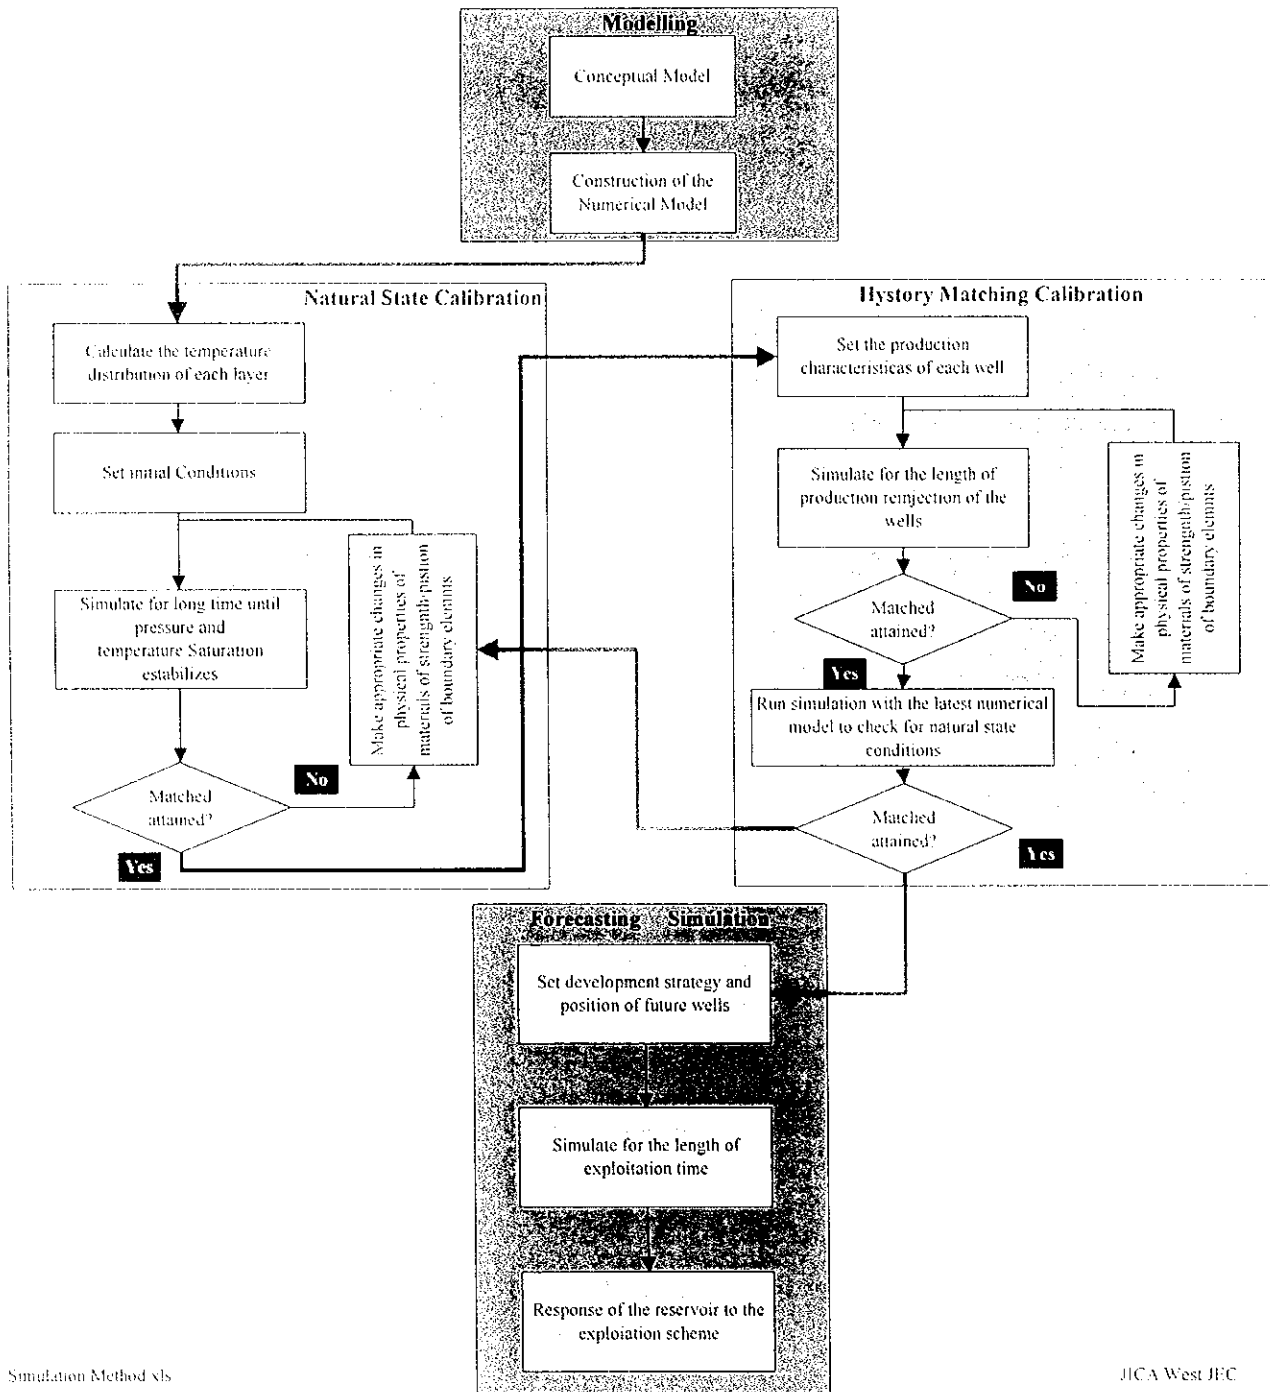 Modelling
Conceptual Model
Construction of the
Numerical Model
Natural State Calibration
Calculate the temperature
distribution of each layer
Set initial Conditions
Simulate for long time until
pressure and
temperature Saturation
estabilizes
Make appropriate changes in
physical properties of
materials of strengnath/pistion
of boundary elemnts
Matched
attained?
No
Yes
Hystory Matching Calibration
Set the production
characteristicas of each well
Simulate for the length of
production reinjection of the
wells
Make appropriate changes in
physical properties of
materials of strengnath/pistion
of boundary elemnts
Matched
attained?
No
Yes
Run simulation with the latest numerical
model to check for natural state
conditions
Matched
attained?
Yes
Forecasting Simulation
Set development strategy and
position of future wells
Simulate for the length of
exploitation time
Response of the reservoir to the
exploiation scheme
Simulation Method xls
JICA West JEC